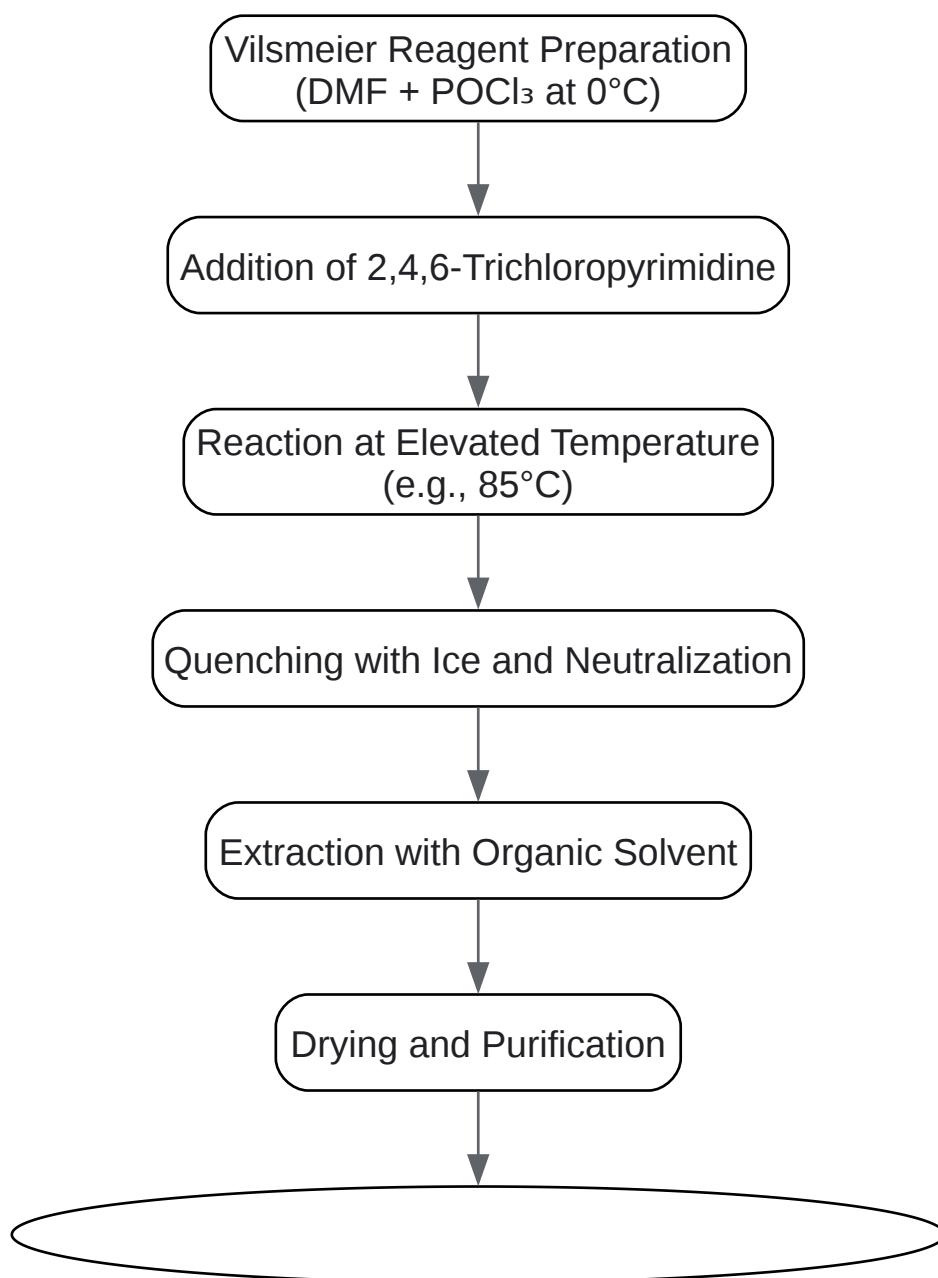 Vilsmeier Reagent Preparation
(DMF + POCl₃ at 0°C)
Addition of 2,4,6-Trichloropyrimidine
Reaction at Elevated Temperature
(e.g., 85°C)
Quenching with Ice and Neutralization
Extraction with Organic Solvent
Drying and Purification